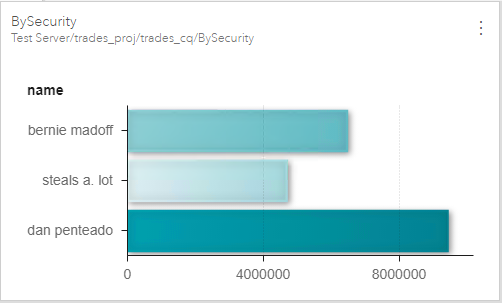 BySecurity
Test Server/trades_proj/trades_cq/BySecurity
name
bernie madoff
steals a. lot
dan penteado
0 4000000 8000000